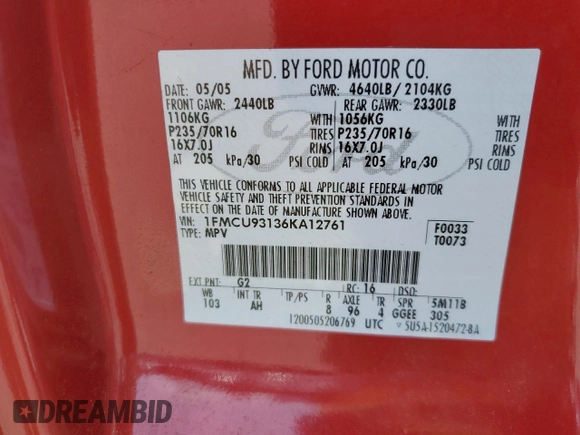 MFD. BY FORD MOTOR CO.
DATE: 05/05 GVWR: 4640LB/ 2104KG
FRONT GAWR: 2440LB REAR GAWR: 2330LB
1106KG WITH 1056KG WITH
P235/70R16 TIRES P235/70R16 TIRES
16X7.0J RIMS 16X7.0J RIMS
AT 205 kPa/30 PSI COLD AT 205 kPa/30 PSI COLD
THIS VEHICLE CONFORMS TO ALL APPLICABLE FEDERAL MOTOR
VEHICLE SAFETY AND THEFT PREVENTION STANDARDS IN
EFFECT ON THE DATE OF MANUFACTURE SHOWN ABOVE.
VIN: 1FMCU93136KA12761 F0033
TYPE: MPV T0073
Ford
EXT PNT: G2 RC: 16 DSO:
WB INT TR TP/PS R AXLE TR SPR 5M11B
103 AH 8 96 4 GGEE 305
1200505206769 UTC 5U5A-1520472-BA
DREAMBID